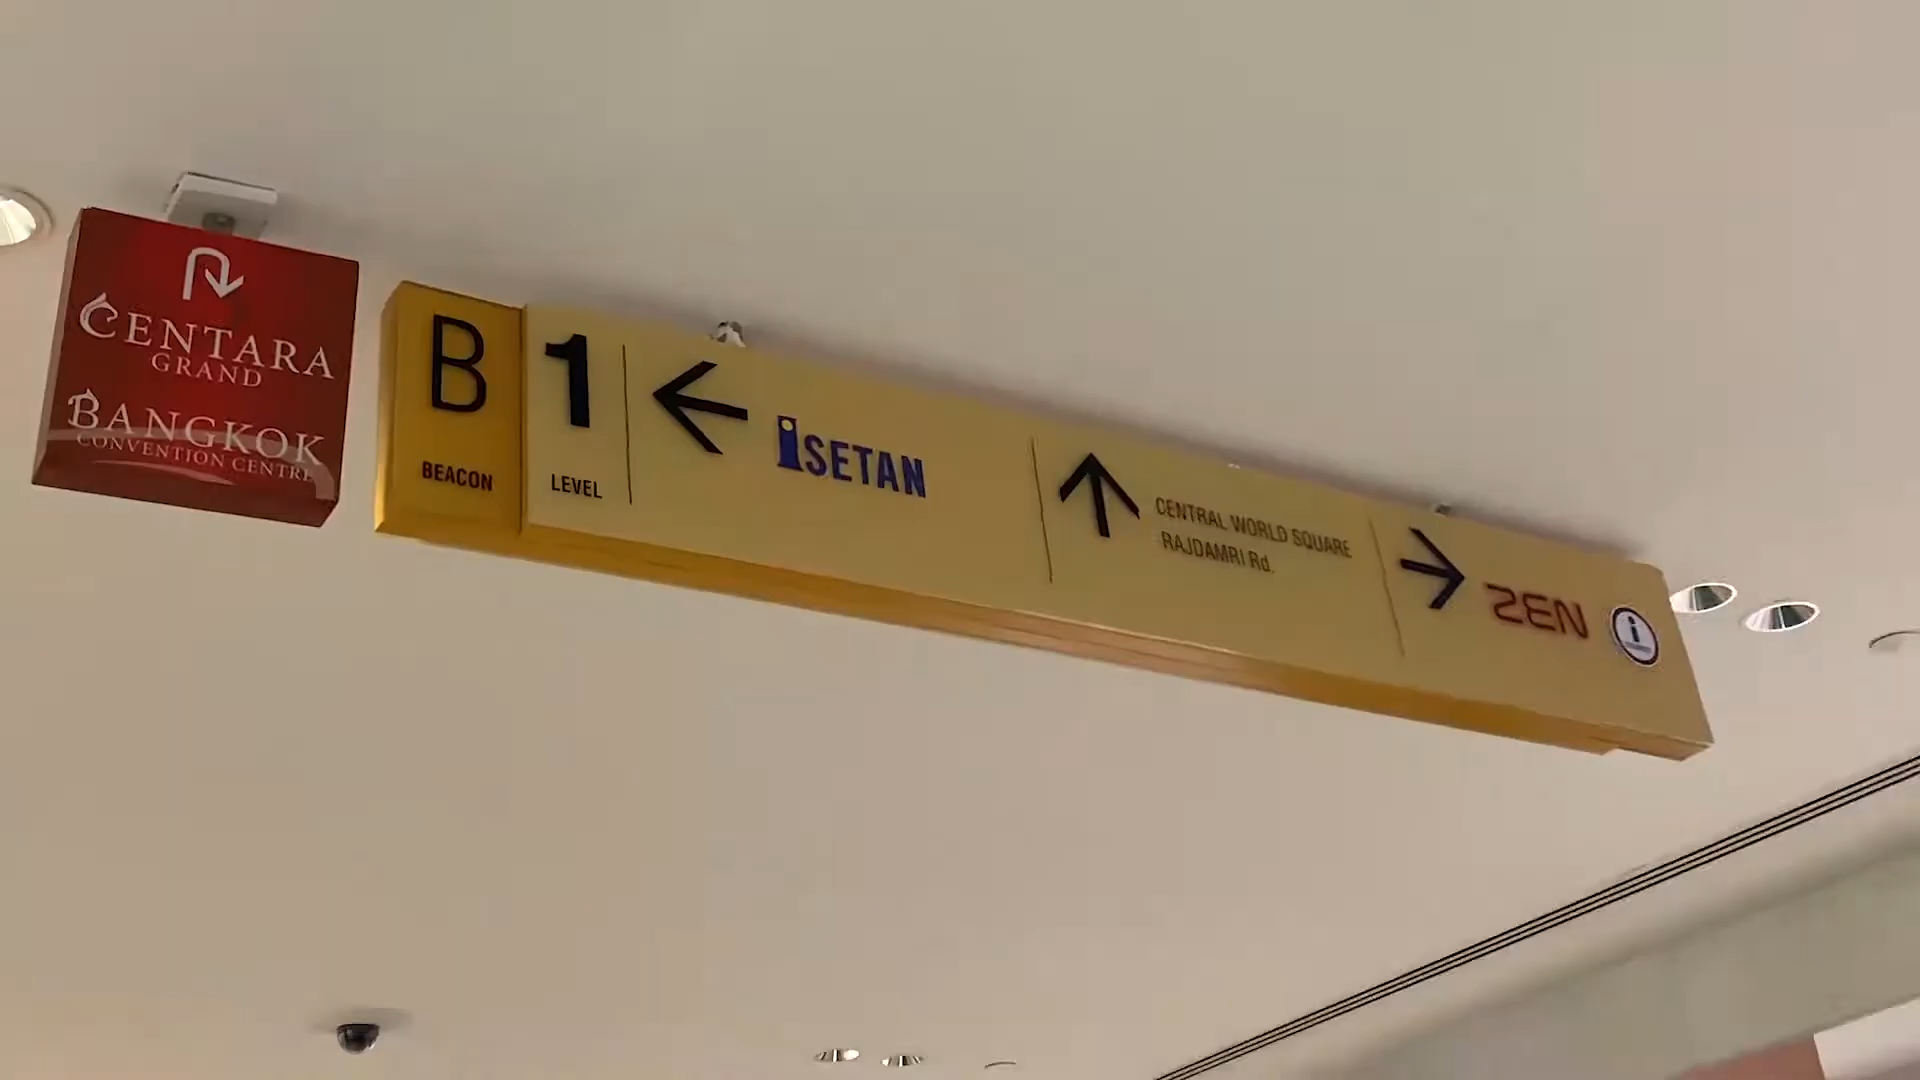 CENTARA
GRAND
BANGKOK
CONVENTION CENTRE
B
BEACON
1
LEVEL
iSETAN
CENTRAL WORLD SQUARE
RAJDAMRI Rd.
ZEN
i